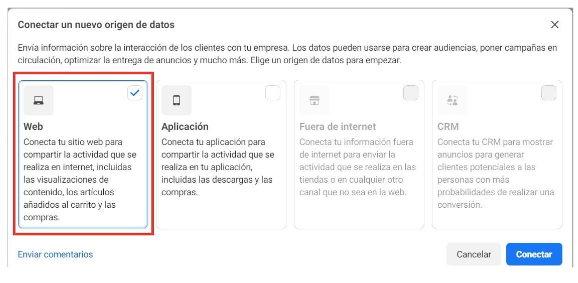 Conectar un nuevo origen de datos
Envía información sobre la interacción de los clientes con tu empresa. Los datos pueden usarse para crear audiencias, poner campañas en
circulación, optimizar la entrega de anuncios y mucho más. Elige un origen de datos para empezar.
Web
Conecta tu sitio web para
compartir la actividad que se
realiza en internet, incluidas
las visualizaciones de
contenido, los artículos
añadidos al carrito y las
compras.
Aplicación
Conecta tu aplicación para
compartir la actividad que se
realiza en tu aplicación,
incluidas las descargas y las
compras.
Fuera de internet
Conecta tu información fuera
de internet para enviar la
actividad que se realiza en las
tiendas o en cualquier otro
canal que no sea en la web.
CRM
Conecta tu CRM para mostrar
anuncios para generar
clientes potenciales a las
personas con más
probabilidades de realizar una
conversión.
Enviar comentarios
Cancelar
Conectar